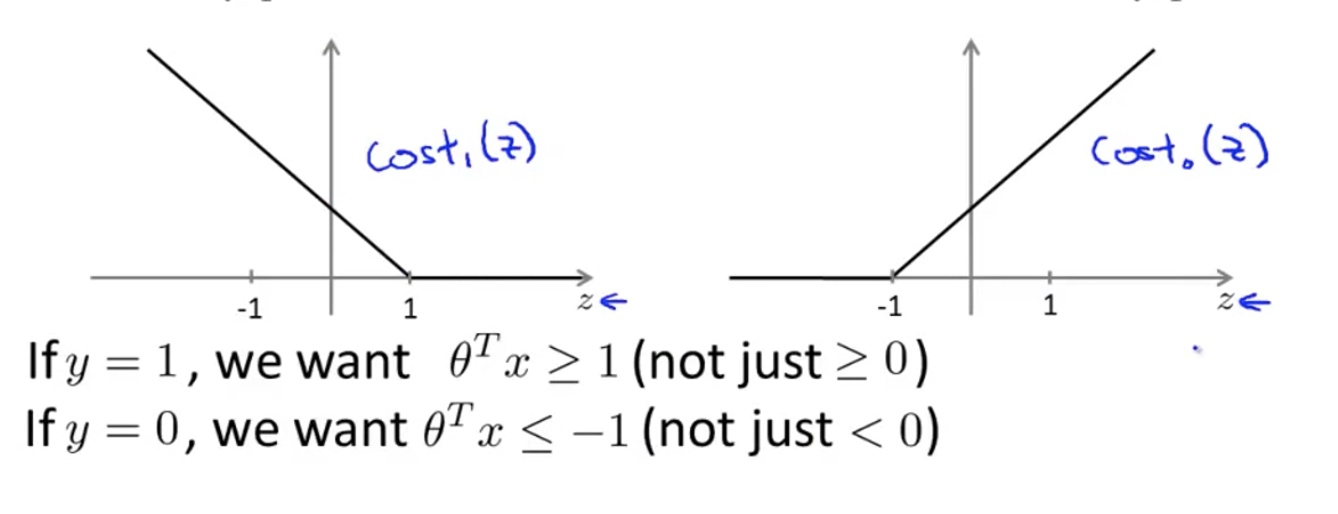 cost₁(z)
cost₀(z)
-1 1 z ←
-1 1 z ←
If y = 1, we want θᵀx ≥ 1 (not just ≥ 0)
If y = 0, we want θᵀx ≤ −1 (not just < 0)